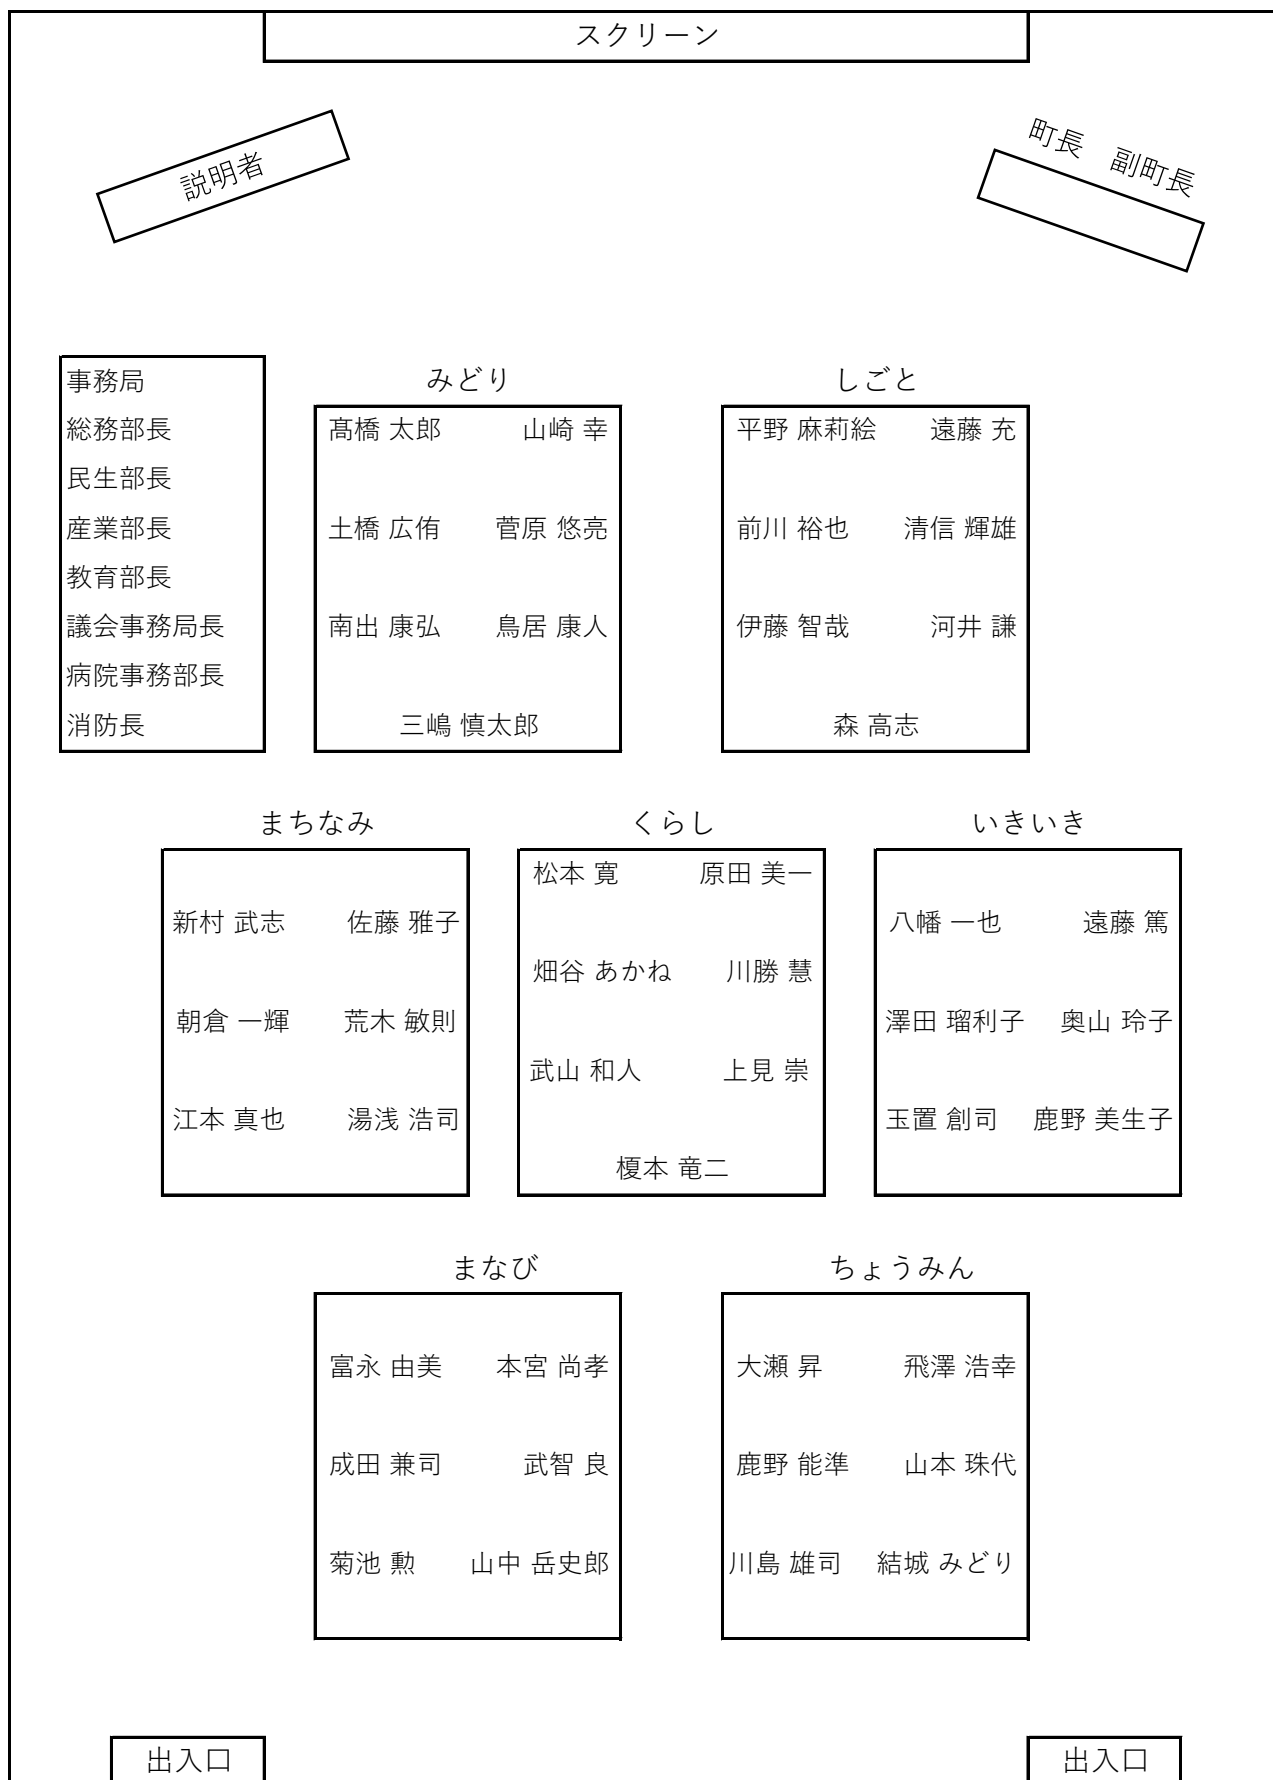 スクリーン
説明者
町長　副町長
事務局
総務部長
民生部長
産業部長
教育部長
議会事務局長
病院事務部長
消防長
みどり
髙橋 太郎　山崎 幸
土橋 広侑　菅原 悠亮
南出 康弘　鳥居 康人
三嶋 慎太郎
しごと
平野 麻莉絵　遠藤 充
前川 裕也　清信 輝雄
伊藤 智哉　河井 謙
森 高志
まちなみ
新村 武志　佐藤 雅子
朝倉 一輝　荒木 敏則
江本 真也　湯浅 浩司
くらし
松本 寛　原田 美一
畑谷 あかね　川勝 慧
武山 和人　上見 崇
榎本 竜二
いきいき
八幡 一也　遠藤 篤
澤田 瑠利子　奥山 玲子
玉置 創司　鹿野 美生子
まなび
富永 由美　本宮 尚孝
成田 兼司　武智 良
菊池 勲　山中 岳史郎
ちょうみん
大瀬 昇　飛澤 浩幸
鹿野 能準　山本 珠代
川島 雄司　結城 みどり
出入口
出入口